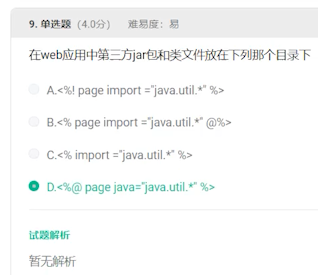 9. 单选题 (4.0分) 难易度：易
在web应用中第三方jar包和类文件放在下列那个目录下
A.<%! page import ="java.util.*" %>
B.<% page import ="java.util.*" @%>
C.<% import ="java.util.*" %>
D.<%@ page java="java.util.*" %>
试题解析
暂无解析